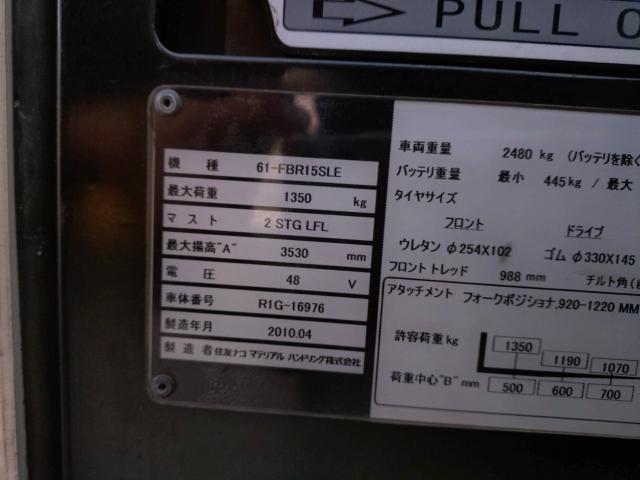 PULL O
機 種 61-FBR15SLE
最大荷重 1350 kg
マスト 2 STG LFL
最大揚高"A" 3530 mm
電 圧 48 V
車体番号 R1G-16976
製造年月 2010.04
製造者 住友ナコ マテリアル ハンドリング株式会社
車両重量 2480 kg (バッテリを除く
バッテリ重量 最小 445kg / 最大
タイヤサイズ
フロント ドライブ
ウレタン φ254X102 ゴム φ330X145
フロント トレッド 988 mm チルト角(前
アタッチメント フォークポジショナ,920-1220 MM
許容荷重 kg 1350 1190 1070
荷重中心"B" mm 500 600 700